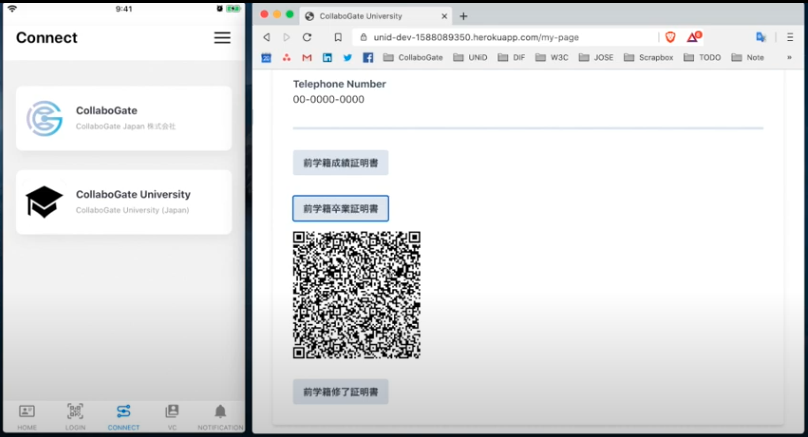 9:41
Connect
CollaboGate
CollaboGate Japan 株式会社
CollaboGate University
CollaboGate University (Japan)
HOME
LOGIN
CONNECT
VC
NOTIFICATION
CollaboGate University
unid-dev-1588089350.herokuapp.com/my-page
CollaboGate
UNiD
DIF
W3C
JOSE
Scrapbox
TODO
Note
Telephone Number
00-0000-0000
前学籍成績証明書
前学籍卒業証明書
前学籍修了証明書